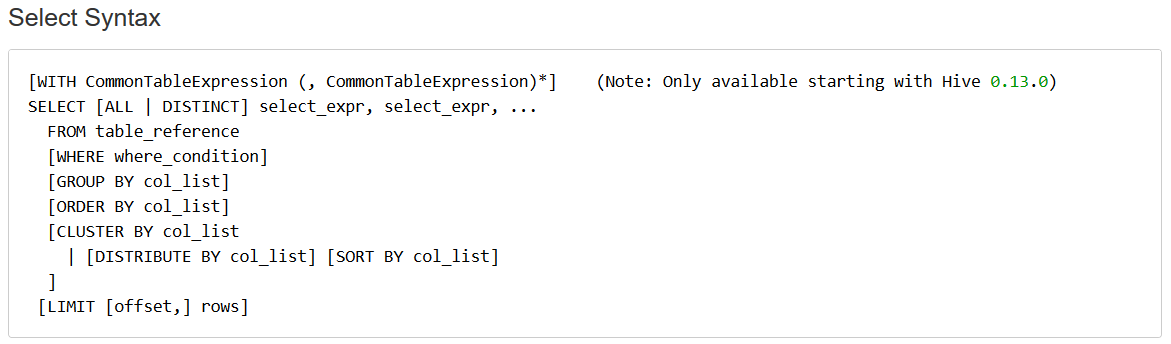 Select Syntax
[WITH CommonTableExpression (, CommonTableExpression)*]    (Note: Only available starting with Hive 0.13.0)
SELECT [ALL | DISTINCT] select_expr, select_expr, ...
  FROM table_reference
  [WHERE where_condition]
  [GROUP BY col_list]
  [ORDER BY col_list]
  [CLUSTER BY col_list
    | [DISTRIBUTE BY col_list] [SORT BY col_list]
  ]
 [LIMIT [offset,] rows]